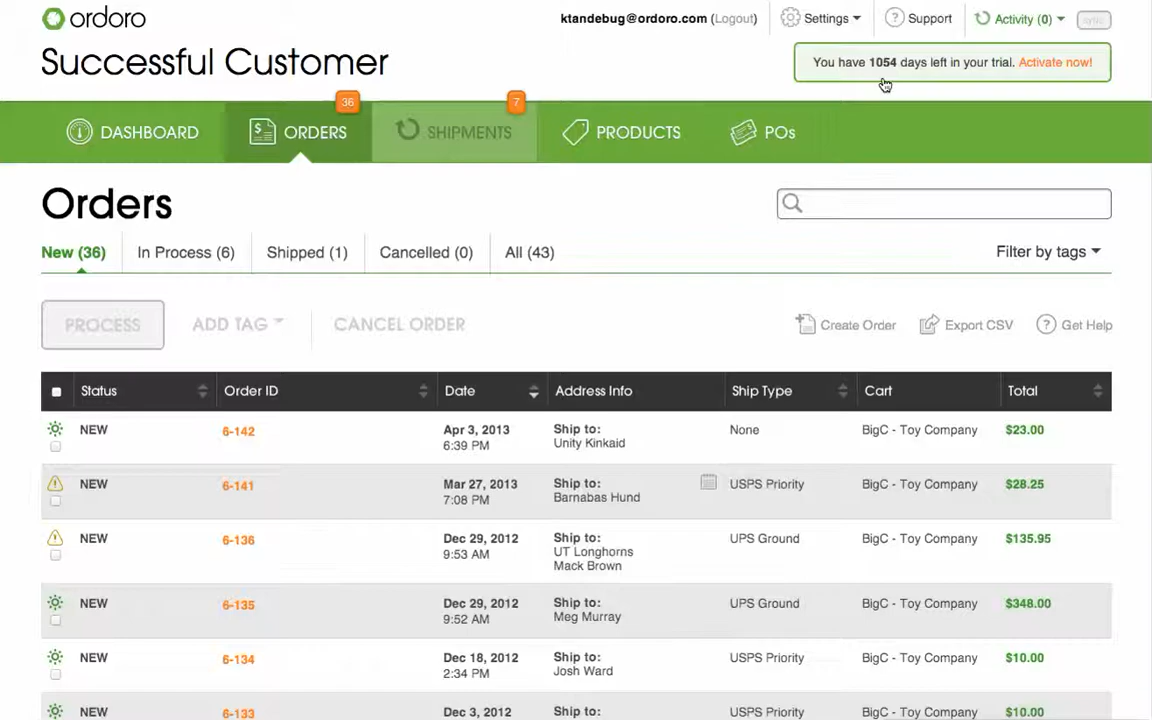 ordoro
ktandebug@ordoro.com (Logout)
Settings
Support
Activity (0)
sync
Successful Customer
You have 1054 days left in your trial. Activate now!
DASHBOARD
ORDERS
36
SHIPMENTS
7
PRODUCTS
POs
Orders
New (36)
In Process (6)
Shipped (1)
Cancelled (0)
All (43)
Filter by tags
PROCESS
ADD TAG
CANCEL ORDER
Create Order
Export CSV
Get Help
Status Order ID Date Address Info Ship Type Cart Total
NEW 6-142 Apr 3, 2013 Ship to: None BigC - Toy Company $23.00
6:39 PM Unity Kinkaid
NEW 6-141 Mar 27, 2013 Ship to: USPS Priority BigC - Toy Company $28.25
7:08 PM Barnabas Hund
NEW 6-136 Dec 29, 2012 Ship to: UPS Ground BigC - Toy Company $135.95
9:53 AM UT Longhorns
Mack Brown
NEW 6-135 Dec 29, 2012 Ship to: UPS Ground BigC - Toy Company $348.00
9:52 AM Meg Murray
NEW 6-134 Dec 18, 2012 Ship to: USPS Priority BigC - Toy Company $10.00
2:34 PM Josh Ward
NEW 6-133 Dec 3, 2012 Ship to: USPS Priority BigC - Toy Company $10.00